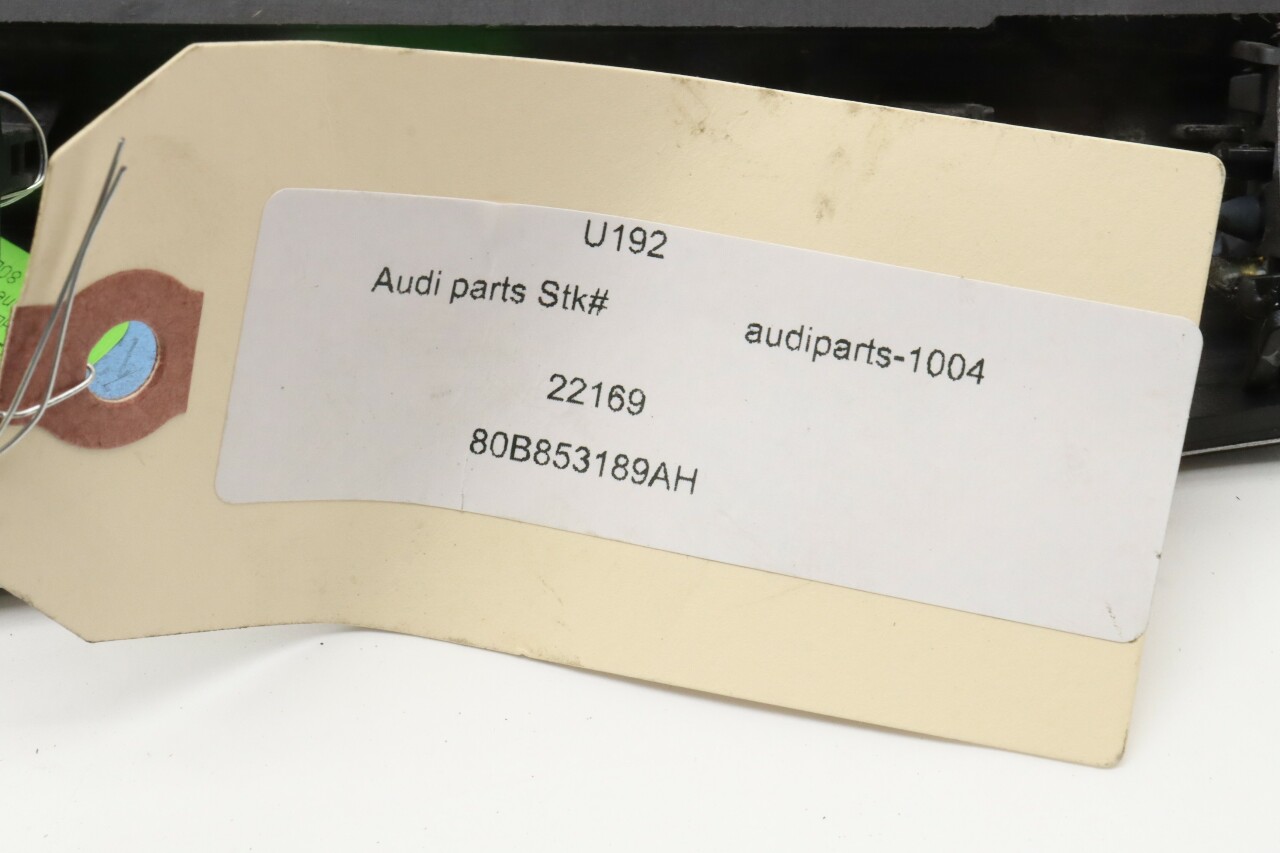 U192
Audi parts Stk#
audiparts-1004
22169
80B853189AH